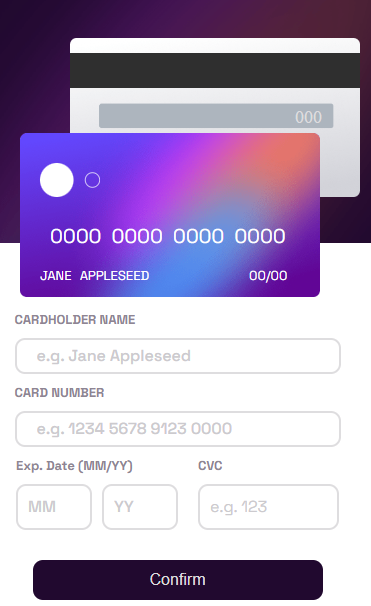 000
0000 0000 0000 0000
JANE APPLESEED 00/00
CARDHOLDER NAME
e.g. Jane Appleseed
CARD NUMBER
e.g. 1234 5678 9123 0000
Exp. Date (MM/YY) CVC
MM YY e.g. 123
Confirm